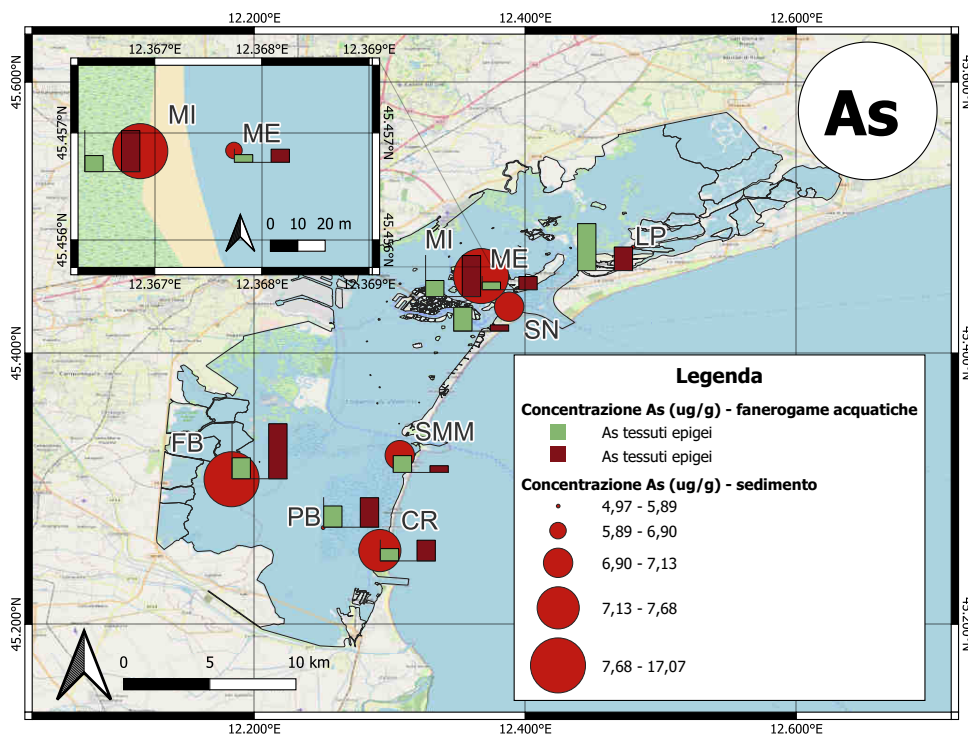 12.200°E 12.400°E 12.600°E
12.367°E 12.368°E 12.369°E
45.600°N 45.600°N
As
MI
ME
45.457°N 45.457°N
45.456°N 45.456°N
0 10 20 m
12.367°E 12.368°E 12.369°E
MI
ME
LP
SN
45.400°N 45.400°N
SMM
FB
PB
CR
Legenda
Concentrazione As (ug/g) - fanerogame acquatiche
As tessuti epigei
As tessuti epigei
Concentrazione As (ug/g) - sedimento
4,97 - 5,89
5,89 - 6,90
6,90 - 7,13
7,13 - 7,68
7,68 - 17,07
45.200°N 45.200°N
0 5 10 km
12.200°E 12.400°E 12.600°E